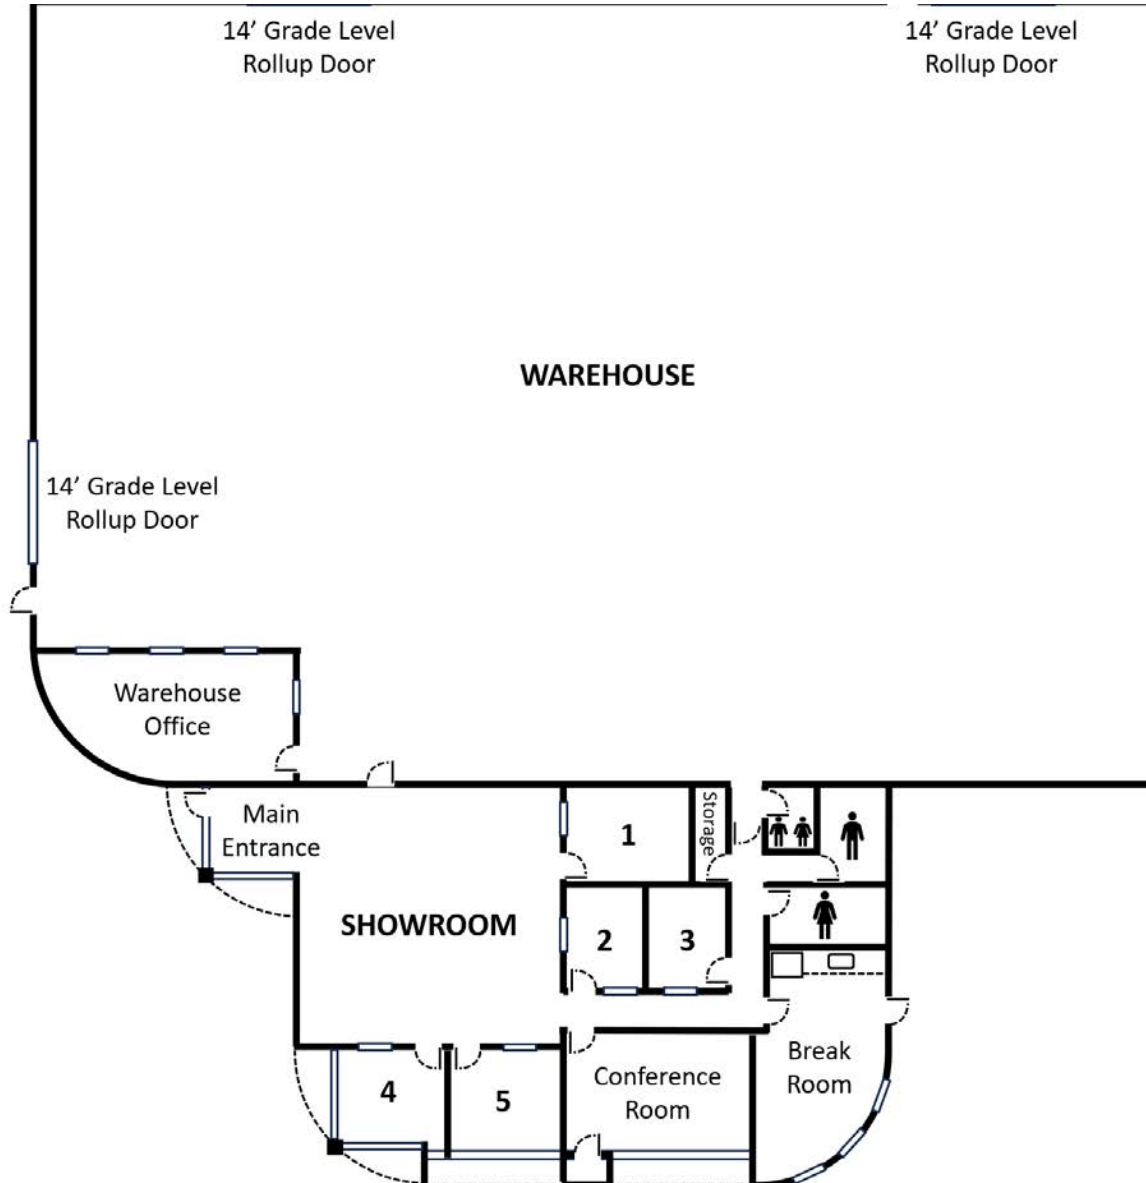 14’ Grade Level
Rollup Door
14’ Grade Level
Rollup Door
WAREHOUSE
14’ Grade Level
Rollup Door
Warehouse
Office
Main
Entrance
1
Storage
SHOWROOM
2
3
4
5
Conference
Room
Break
Room